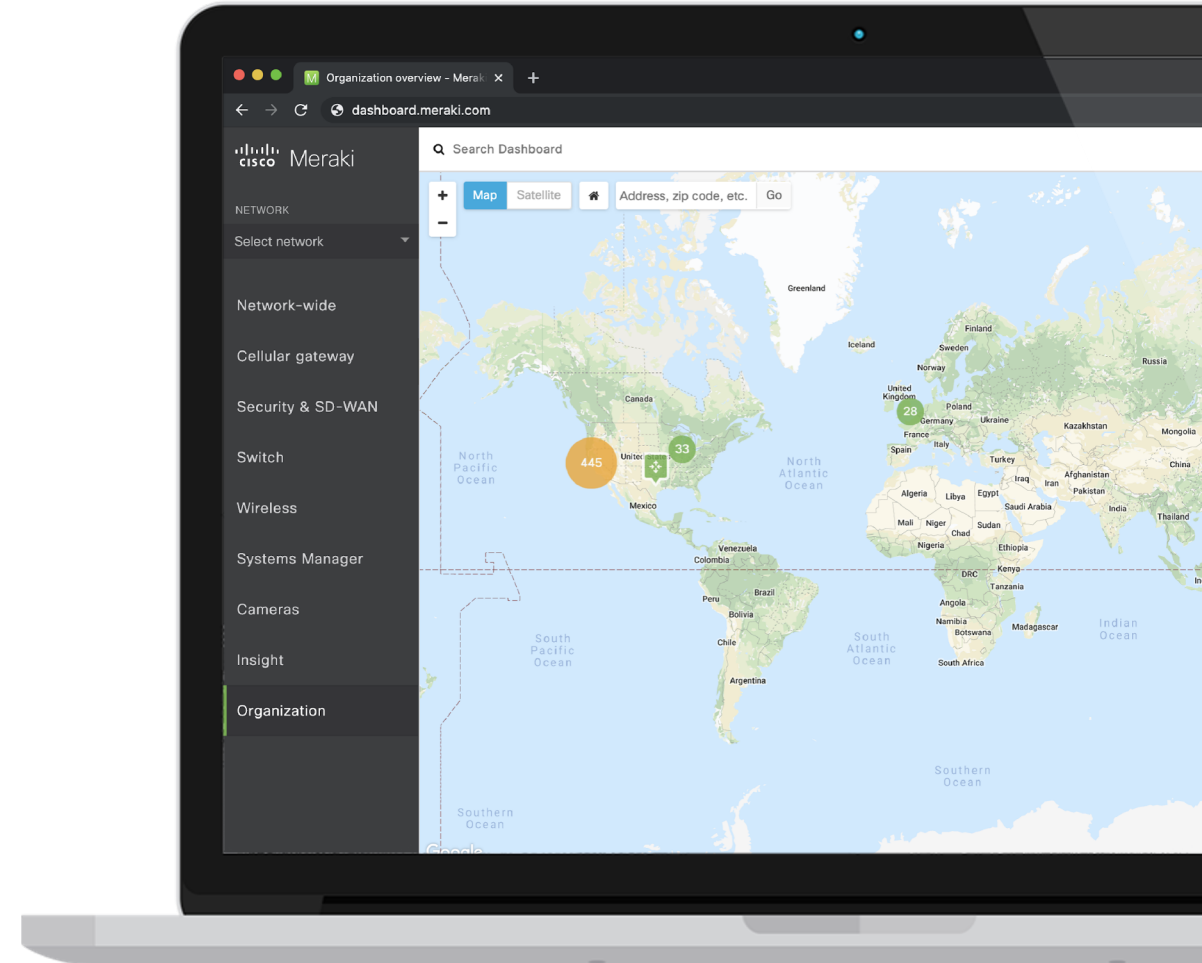 M Organization overview - Merak
dashboard.meraki.com
CISCO Meraki
Search Dashboard
NETWORK
Select network
Network-wide
Cellular gateway
Security & SD-WAN
Switch
Wireless
Systems Manager
Cameras
Insight
Organization
+
−
Map
Satellite
Address, zip code, etc.
Go
Greenland
Iceland
Finland
Sweden
Norway
Russia
United
Kingdom
28
Poland
Germany
Ukraine
France
Italy
Spain
Kazakhstan
Mongolia
Canada
445
33
North
Pacific
Ocean
North
Atlantic
Ocean
Turkey
China
Iraq
Iran
Afghanistan
Pakistan
Algeria
Libya
Egypt
Saudi Arabia
India
Thailand
Mexico
Mali
Niger
Chad
Sudan
Nigeria
Ethiopia
Venezuela
Colombia
DRC
Kenya
Tanzania
Peru
Brazil
Bolivia
Angola
Namibia
Botswana
Madagascar
Chile
South Africa
Argentina
South
Pacific
Ocean
South
Atlantic
Ocean
Indian
Ocean
Southern
Ocean
Southern
Ocean
Google